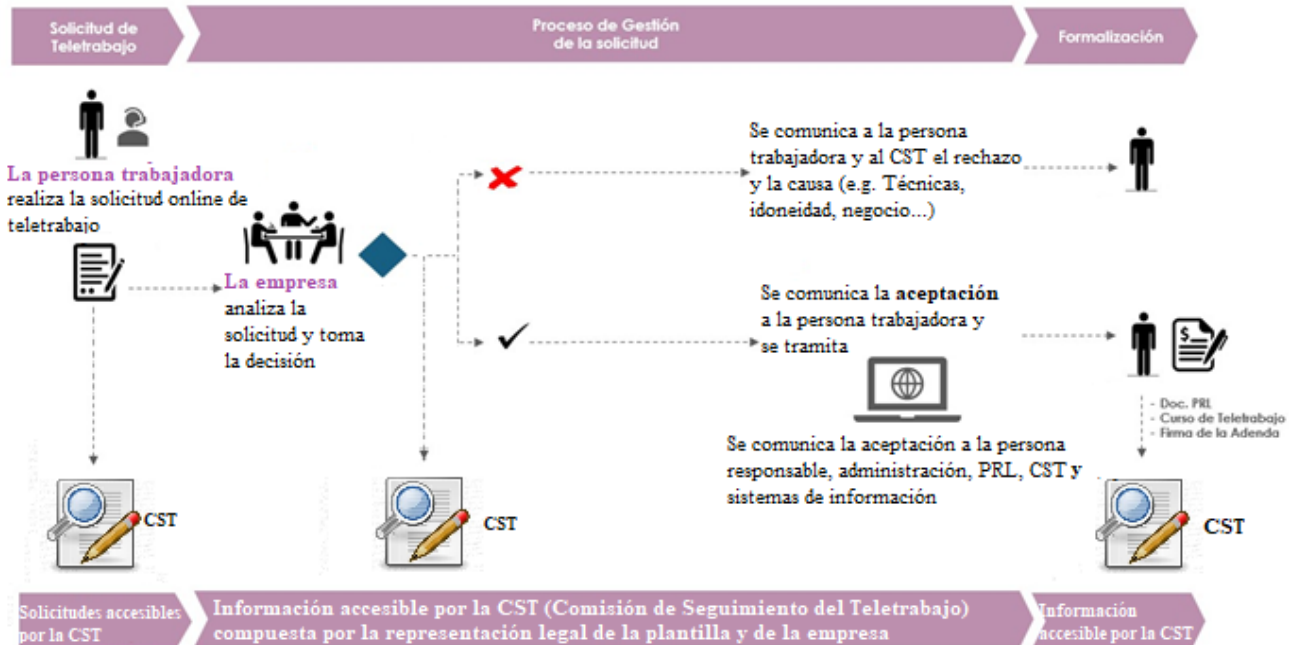 Solicitud de
Teletrabajo
Proceso de Gestión
de la solicitud
Formalización
La persona trabajadora
realiza la solicitud online de
teletrabajo
La empresa
analiza la
solicitud y toma
la decisión
Se comunica a la persona
trabajadora y al CST el rechazo
y la causa (e.g. Técnicas,
idoneidad, negocio...)
Se comunica la aceptación
a la persona trabajadora y
se tramita
Se comunica la aceptación a la persona
responsable, administración, PRL, CST y
sistemas de información
- Doc. PRL
- Curso de Teletrabajo
- Firma de la Adenda
CST
CST
CST
Solicitudes accesibles
por la CST
Información accesible por la CST (Comisión de Seguimiento del Teletrabajo)
compuesta por la representación legal de la plantilla y de la empresa
Información
accesible por la CST